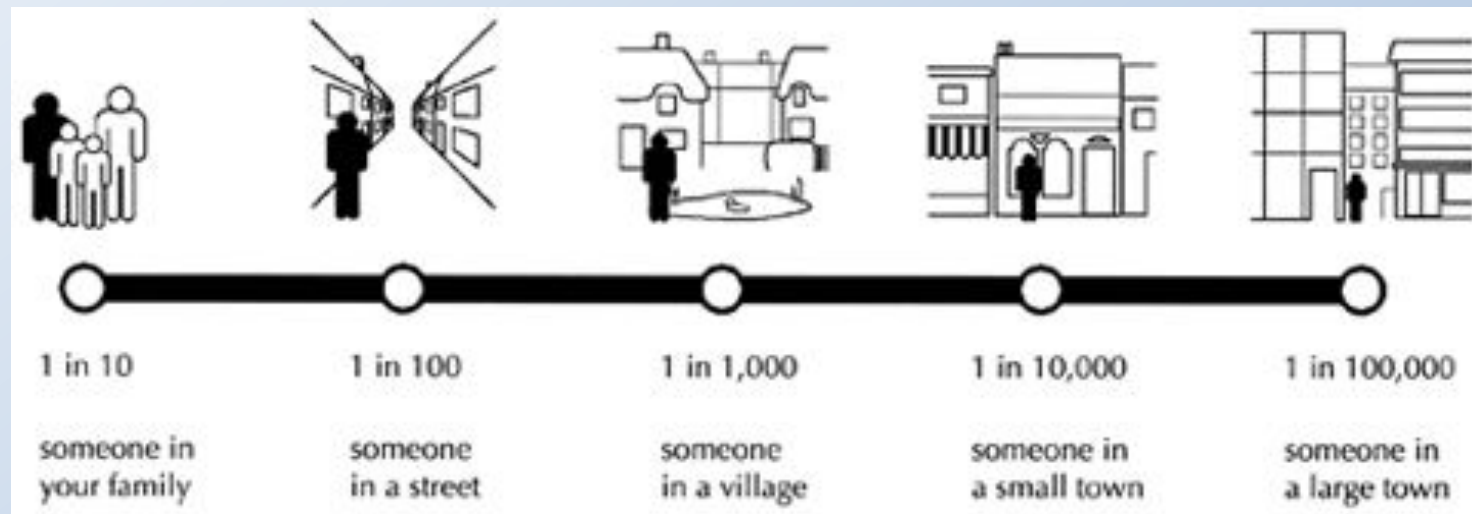 1 in 10
1 in 100
1 in 1,000
1 in 10,000
1 in 100,000
someone in
your family
someone
in a street
someone
in a village
someone in
a small town
someone in
a large town